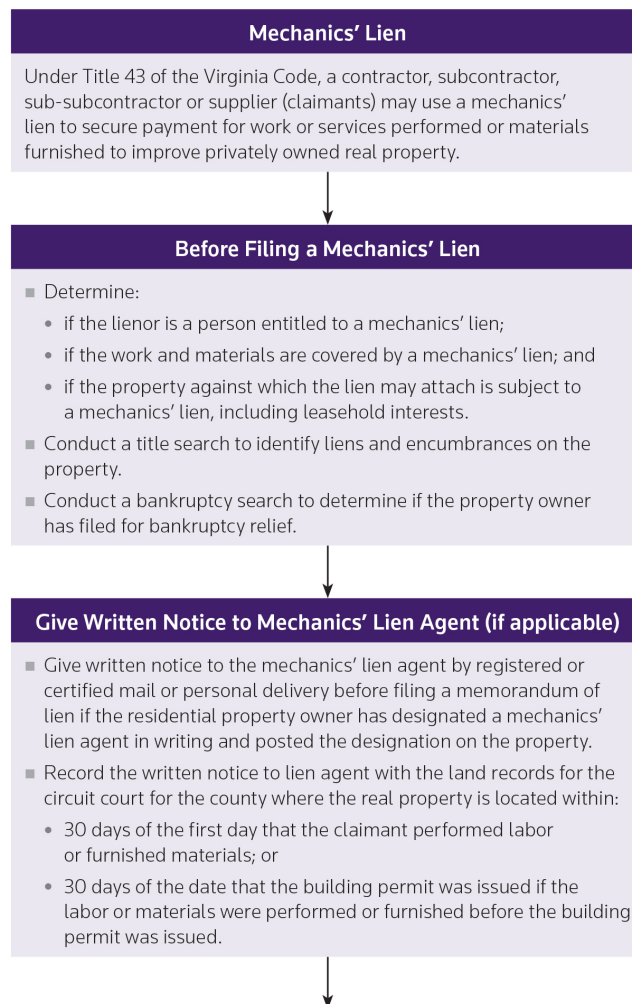 Mechanics’ Lien
Under Title 43 of the Virginia Code, a contractor, subcontractor,
sub-subcontractor or supplier (claimants) may use a mechanics’
lien to secure payment for work or services performed or materials
furnished to improve privately owned real property.
Before Filing a Mechanics’ Lien
■ Determine:
• if the lienor is a person entitled to a mechanics’ lien;
• if the work and materials are covered by a mechanics’ lien; and
• if the property against which the lien may attach is subject to
a mechanics’ lien, including leasehold interests.
■ Conduct a title search to identify liens and encumbrances on the
property.
■ Conduct a bankruptcy search to determine if the property owner
has filed for bankruptcy relief.
Give Written Notice to Mechanics’ Lien Agent (if applicable)
■ Give written notice to the mechanics’ lien agent by registered or
certified mail or personal delivery before filing a memorandum of
lien if the residential property owner has designated a mechanics’
lien agent in writing and posted the designation on the property.
■ Record the written notice to lien agent with the land records for the
circuit court for the county where the real property is located within:
• 30 days of the first day that the claimant performed labor
or furnished materials; or
• 30 days of the date that the building permit was issued if the
labor or materials were performed or furnished before the building
permit was issued.